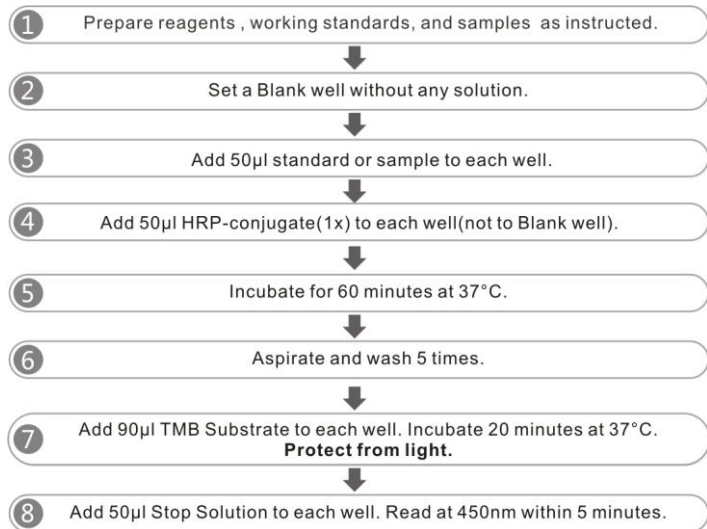 1 Prepare reagents , working standards, and samples as instructed.
2 Set a Blank well without any solution.
3 Add 50µl standard or sample to each well.
4 Add 50µl HRP-conjugate(1x) to each well(not to Blank well).
5 Incubate for 60 minutes at 37°C.
6 Aspirate and wash 5 times.
7 Add 90µl TMB Substrate to each well. Incubate 20 minutes at 37°C.
Protect from light.
8 Add 50µl Stop Solution to each well. Read at 450nm within 5 minutes.